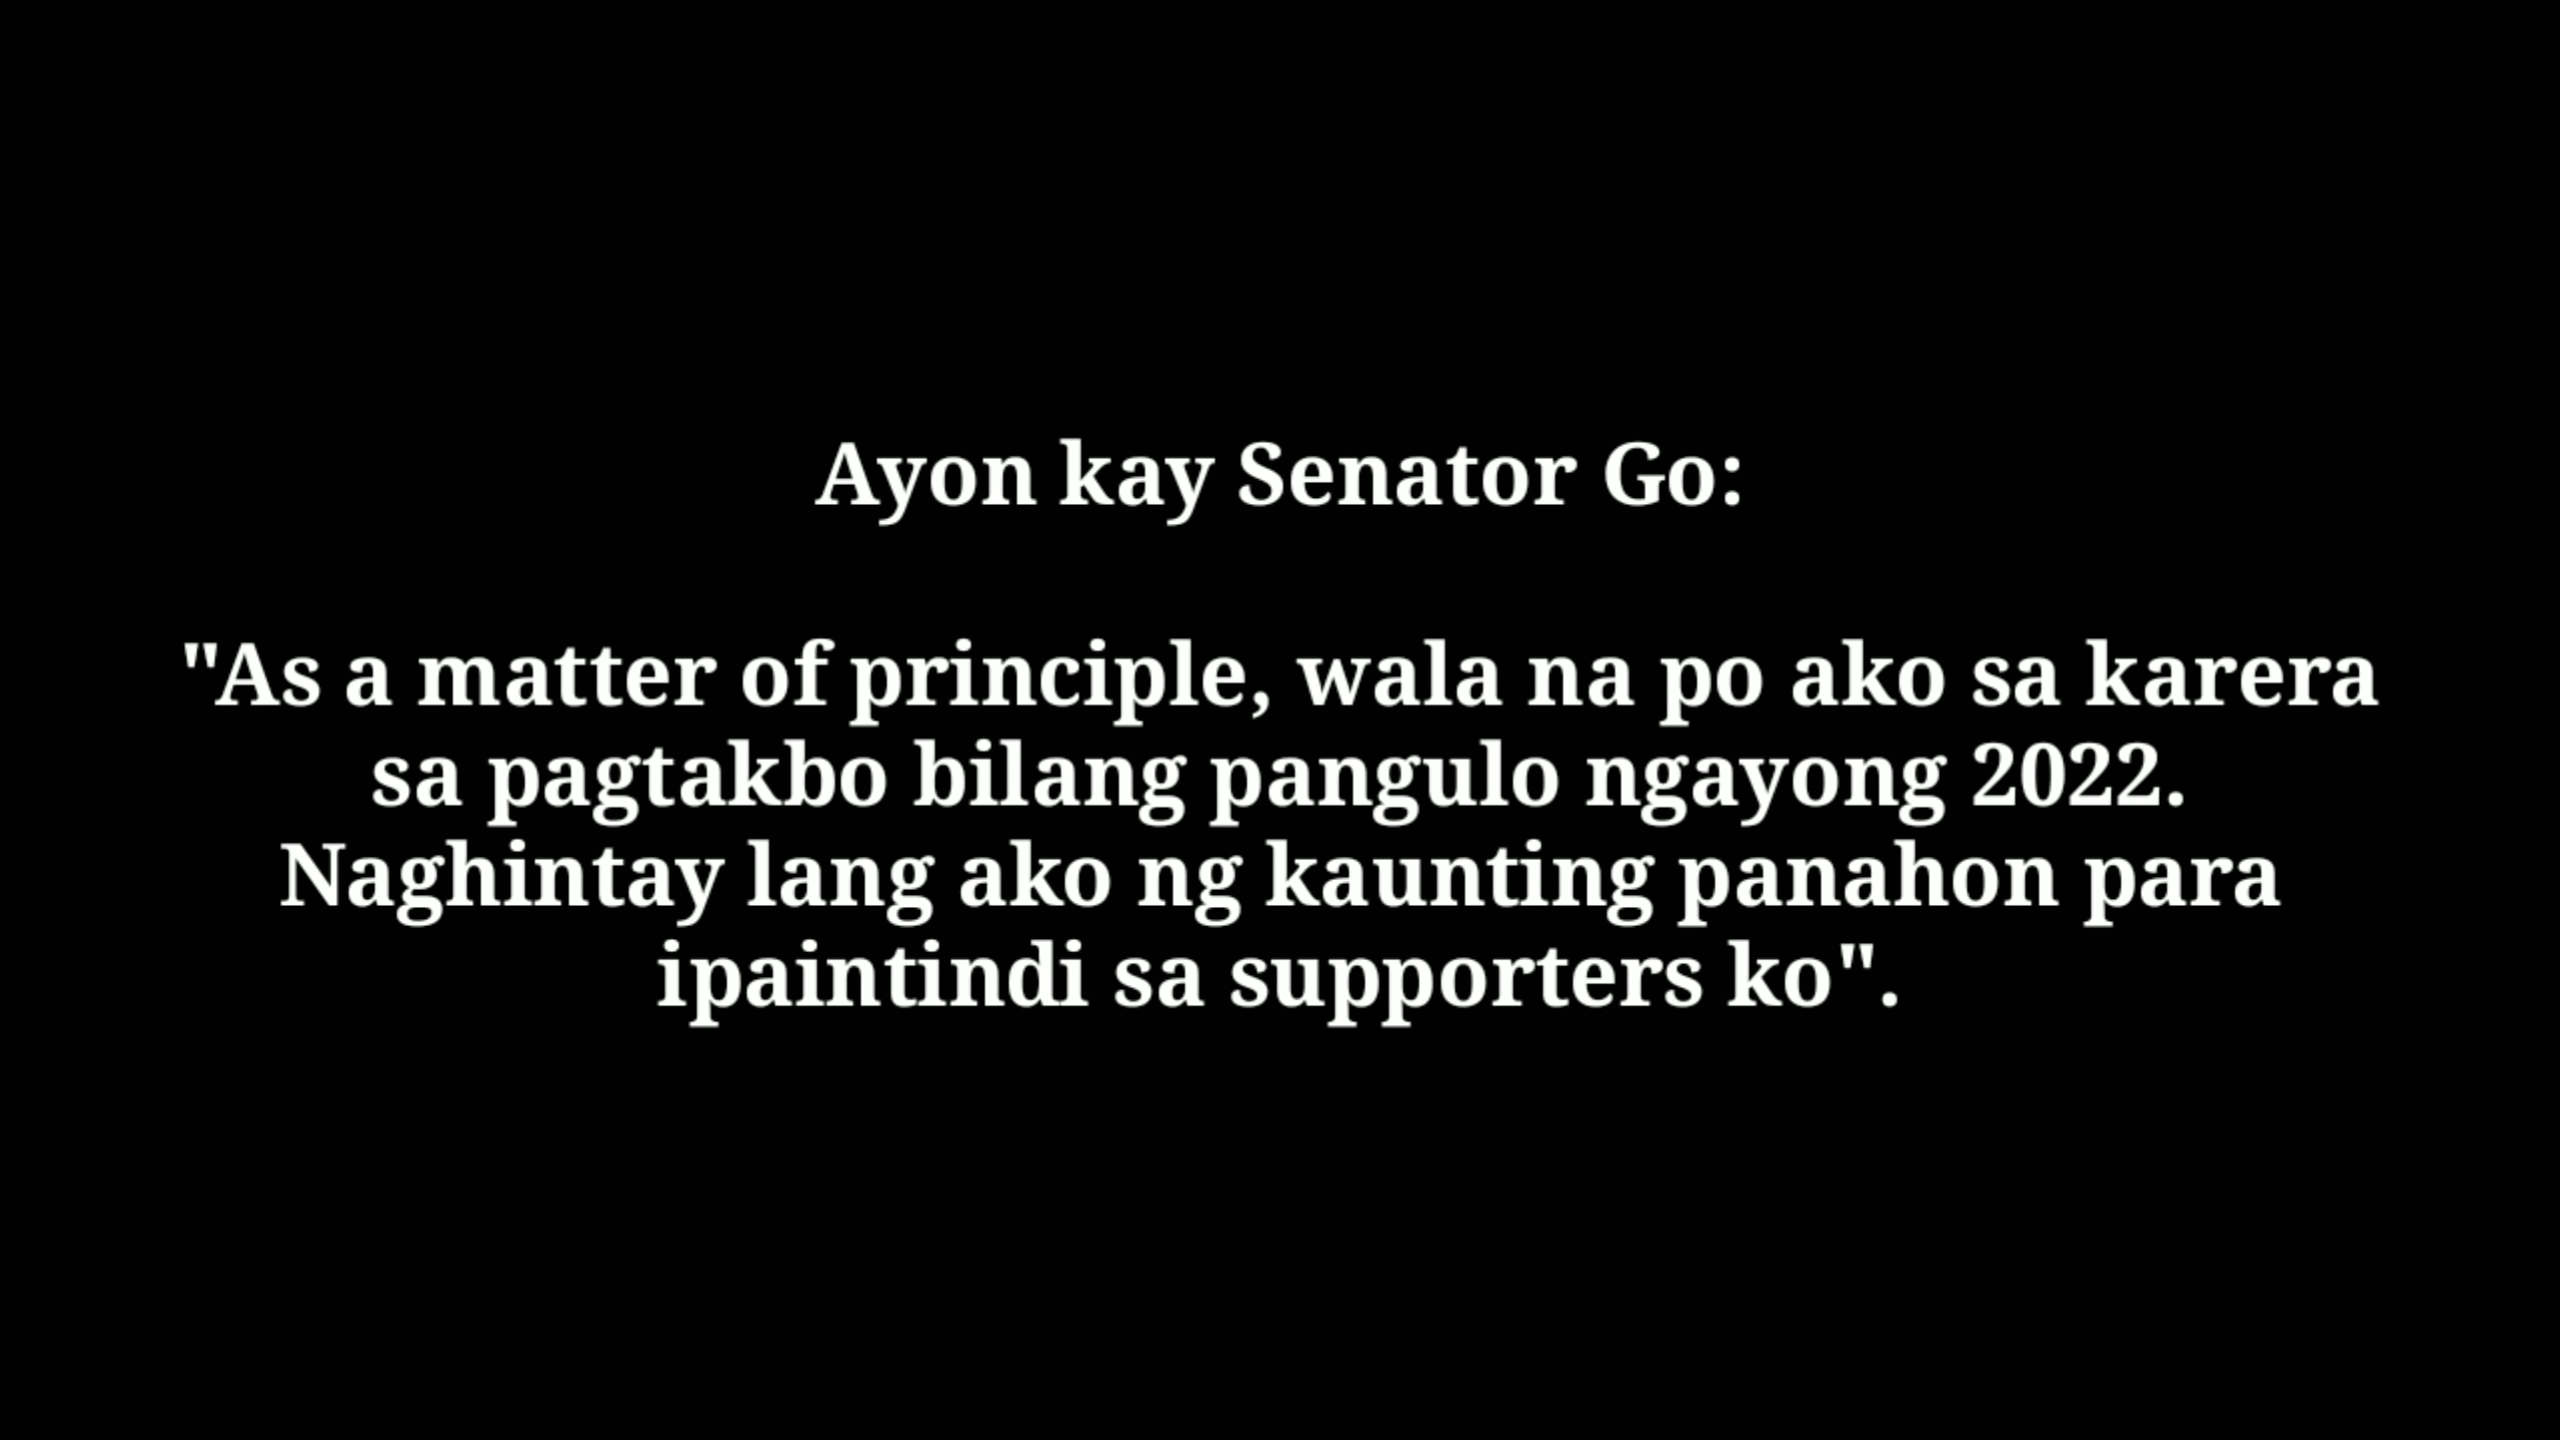 Ayon kay Senator Go:
"As a matter of principle, wala na po ako sa karera
sa pagtakbo bilang pangulo ngayong 2022.
Naghintay lang ako ng kaunting panahon para
ipaintindi sa supporters ko".